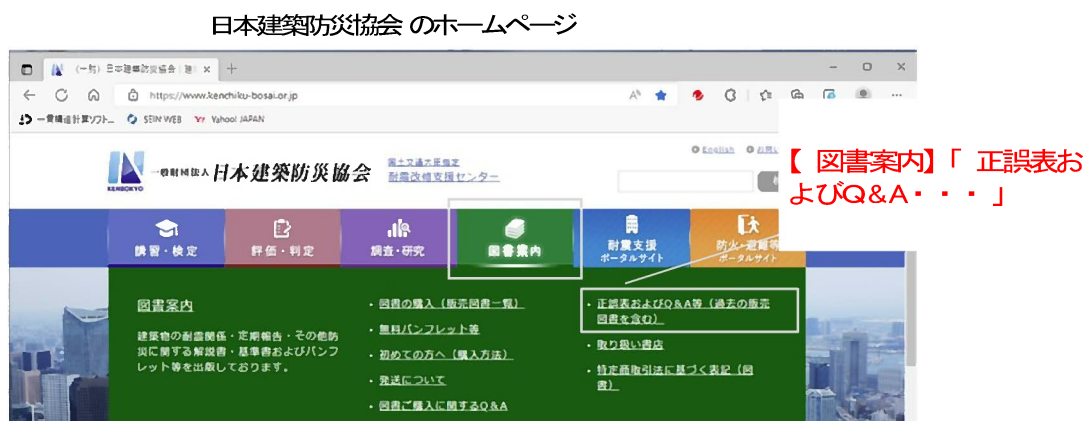 日本建築防災協会 のホームページ
(一財) 日本建築防災協会｜建
https://www.kenchiku-bosai.or.jp
一貫構造計算ソフト...
SEIN WEB
Yahoo! JAPAN
English
KENBOKYO
一般財団法人 日本建築防災協会
国土交通大臣指定
耐震改修支援センター
【 図書案内】「 正誤表お
よびQ&A・・・ 」
講習・検定
評価・判定
調査・研究
図書案内
耐震支援
ポータルサイト
防火・避難等
ポータルサイト
図書案内
建築物の耐震関係・定期報告・その他防
災に関する解説書・基準書およびパンフ
レット等を出版しております。
・図書の購入（販売図書一覧）
・無料パンフレット等
・初めての方へ（購入方法）
・発送について
・図書ご購入に関するQ&A
・正誤表およびQ&A等（過去の販売
図書を含む）
・取り扱い書店
・特定商取引法に基づく表記（図
書）